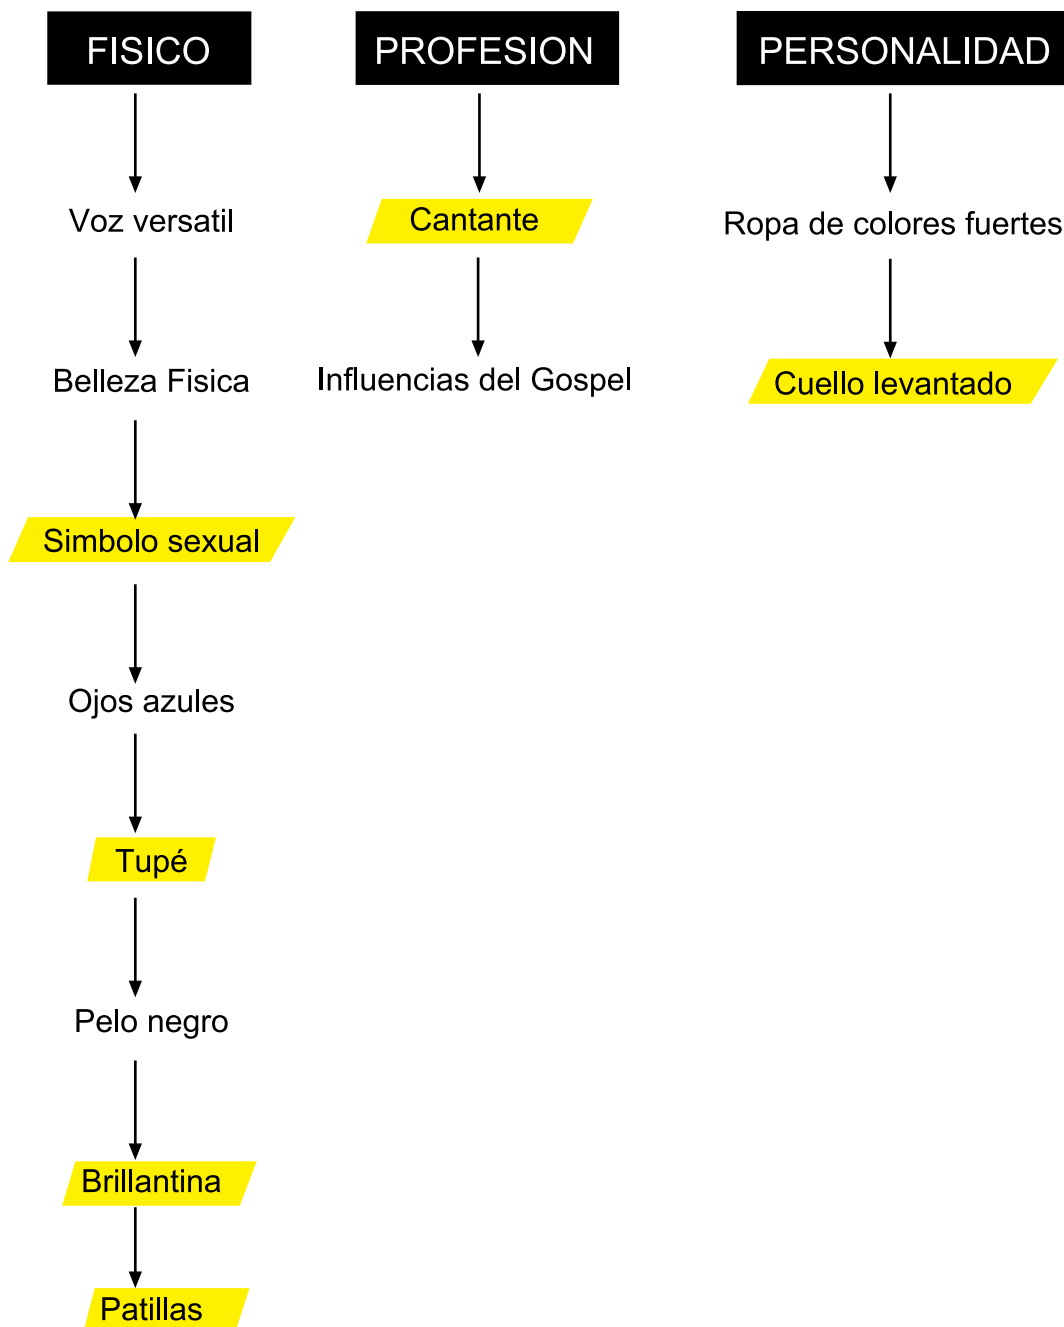 FISICO
Voz versatil
Belleza Fisica
Simbolo sexual
Ojos azules
Tupé
Pelo negro
Brillantina
Patillas
PROFESION
Cantante
Influencias del Gospel
PERSONALIDAD
Ropa de colores fuertes
Cuello levantado